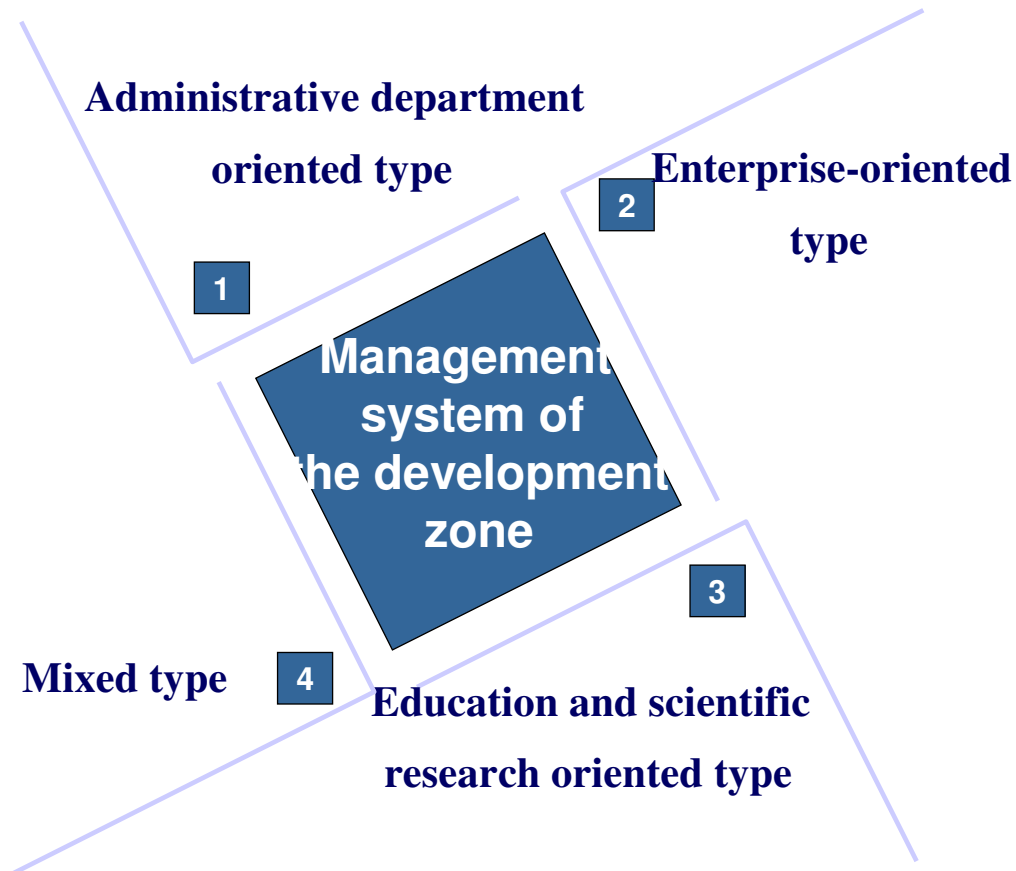 Administrative department
oriented type
1
2
Enterprise-oriented
type
Management
system of
the development
zone
3
4
Mixed type
Education and scientific
research oriented type